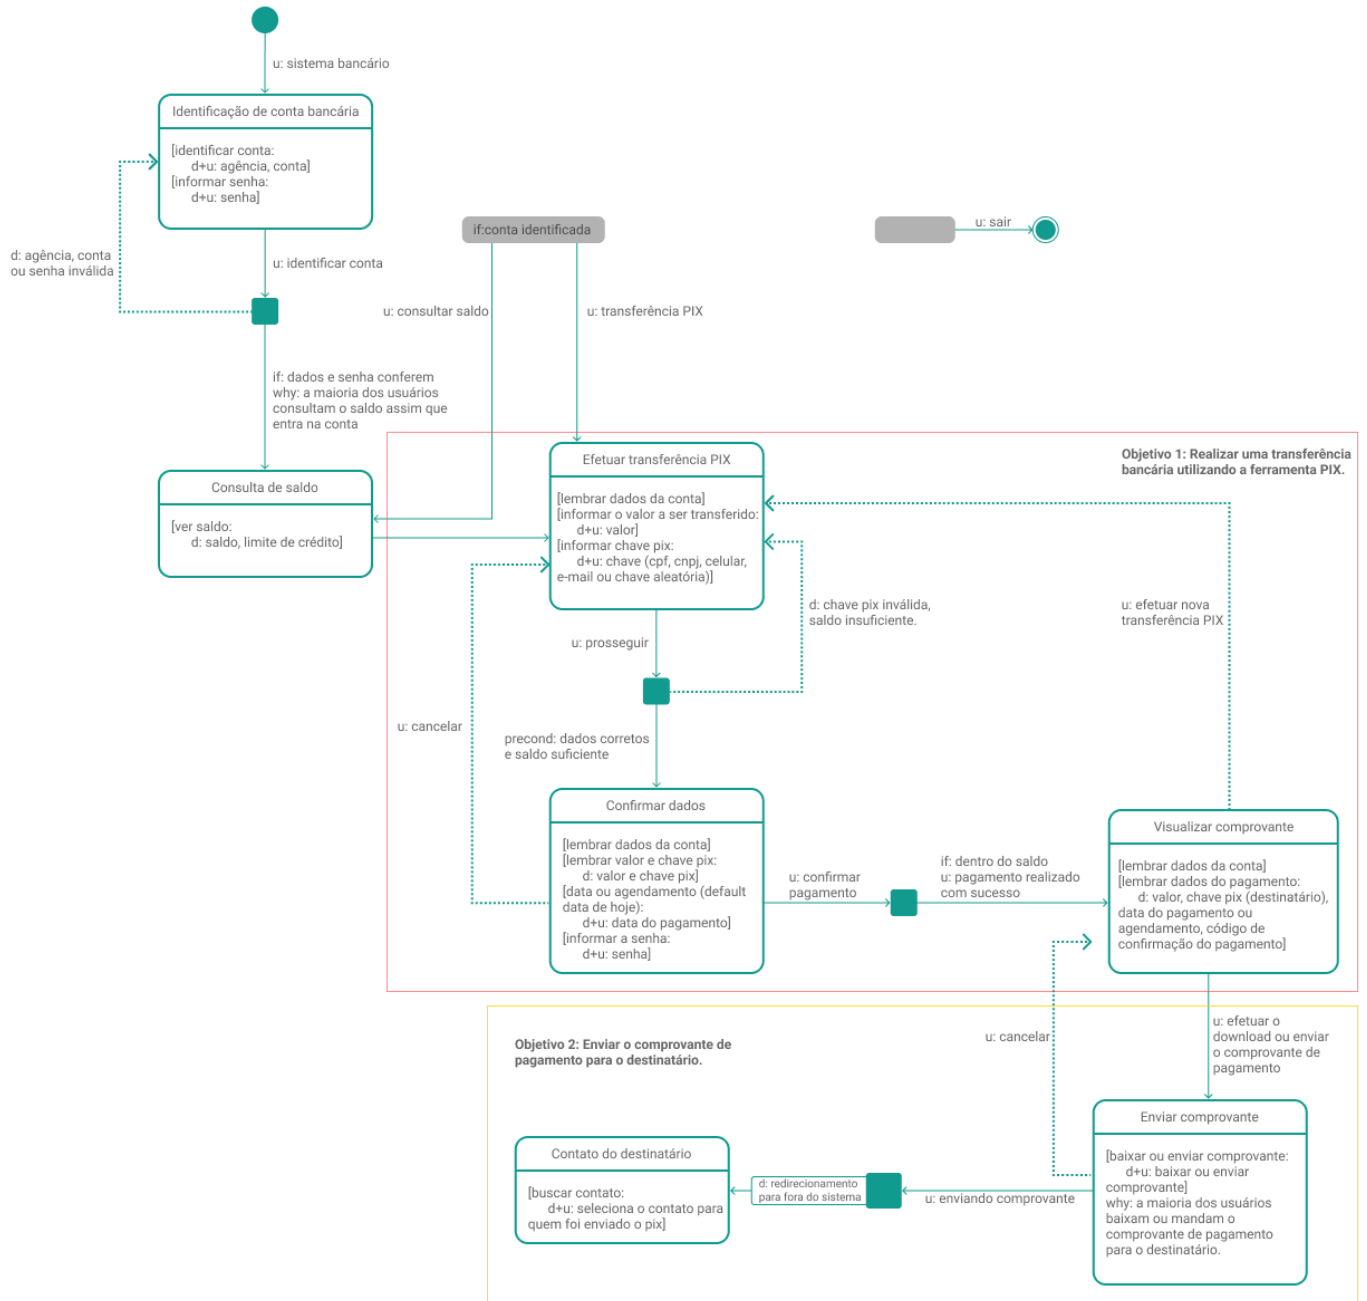 u: sistema bancário
Identificação de conta bancária
[identificar conta:
d+u: agência, conta]
[informar senha:
d+u: senha]
d: agência, conta
ou senha inválida
u: identificar conta
if:conta identificada
u: sair
u: consultar saldo
u: transferência PIX
if: dados e senha conferem
why: a maioria dos usuários
consultam o saldo assim que
entra na conta
Consulta de saldo
[ver saldo:
d: saldo, limite de crédito]
Objetivo 1: Realizar uma transferência
bancária utilizando a ferramenta PIX.
Efetuar transferência PIX
[lembrar dados da conta]
[informar o valor a ser transferido:
d+u: valor]
[informar chave pix:
d+u: chave (cpf, cnpj, celular,
e-mail ou chave aleatória)]
d: chave pix inválida,
saldo insuficiente.
u: efetuar nova
transferência PIX
u: prosseguir
u: cancelar
precond: dados corretos
e saldo suficiente
Confirmar dados
[lembrar dados da conta]
[lembrar valor e chave pix:
d: valor e chave pix]
[data ou agendamento (default
data de hoje):
d+u: data do pagamento]
[informar a senha:
d+u: senha]
u: confirmar
pagamento
if: dentro do saldo
u: pagamento realizado
com sucesso
Visualizar comprovante
[lembrar dados da conta]
[lembrar dados do pagamento:
d: valor, chave pix (destinatário),
data do pagamento ou
agendamento, código de
confirmação do pagamento]
Objetivo 2: Enviar o comprovante de
pagamento para o destinatário.
u: cancelar
u: efetuar o
download ou enviar
o comprovante de
pagamento
Enviar comprovante
[baixar ou enviar comprovante:
d+u: baixar ou enviar
comprovante]
why: a maioria dos usuários
baixam ou mandam o
comprovante de pagamento
para o destinatário.
u: enviando comprovante
d: redirecionamento
para fora do sistema
Contato do destinatário
[buscar contato:
d+u: seleciona o contato para
quem foi enviado o pix]